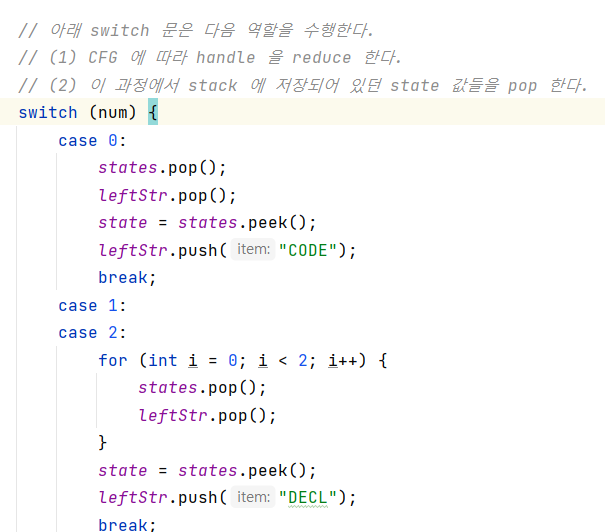 // 아래 switch 문은 다음 역할을 수행한다.
// (1) CFG 에 따라 handle 을 reduce 한다.
// (2) 이 과정에서 stack 에 저장되어 있던 state 값들을 pop 한다.
switch (num) {
    case 0:
        states.pop();
        leftStr.pop();
        state = states.peek();
        leftStr.push( item: "CODE");
        break;
    case 1:
    case 2:
        for (int i = 0; i < 2; i++) {
            states.pop();
            leftStr.pop();
        }
        state = states.peek();
        leftStr.push( item: "DECL");
        break;